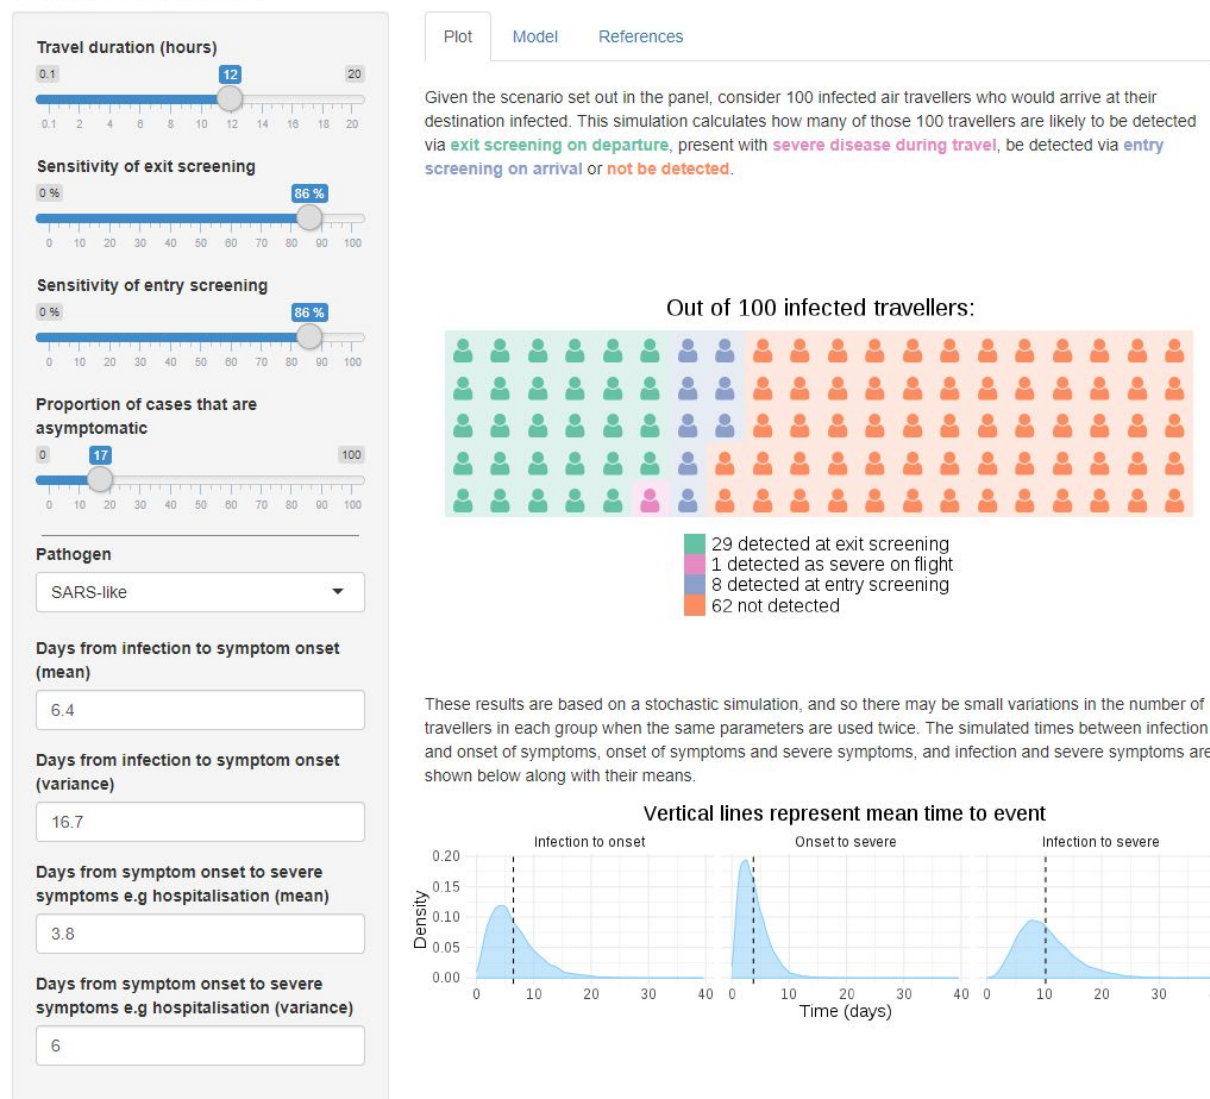 Travel duration (hours)
0.1 12 20
0.1 2 4 6 8 10 12 14 16 18 20
Sensitivity of exit screening
0 % 86 %
0 10 20 30 40 50 60 70 80 90 100
Sensitivity of entry screening
0 % 86 %
0 10 20 30 40 50 60 70 80 90 100
Proportion of cases that are
asymptomatic
0 17 100
0 10 20 30 40 50 60 70 80 90 100
Pathogen
SARS-like
Days from infection to symptom onset
(mean)
6.4
Days from infection to symptom onset
(variance)
16.7
Days from symptom onset to severe
symptoms e.g hospitalisation (mean)
3.8
Days from symptom onset to severe
symptoms e.g hospitalisation (variance)
6
Plot Model References
Given the scenario set out in the panel, consider 100 infected air travellers who would arrive at their
destination infected. This simulation calculates how many of those 100 travellers are likely to be detected
via exit screening on departure, present with severe disease during travel, be detected via entry
screening on arrival or not be detected.
Out of 100 infected travellers:
29 detected at exit screening
1 detected as severe on flight
8 detected at entry screening
62 not detected
These results are based on a stochastic simulation, and so there may be small variations in the number of
travellers in each group when the same parameters are used twice. The simulated times between infection
and onset of symptoms, onset of symptoms and severe symptoms, and infection and severe symptoms are
shown below along with their means.
Vertical lines represent mean time to event
Infection to onset Onset to severe Infection to severe
Density
0.20
0.15
0.10
0.05
0.00
0 10 20 30 40 0 10 20 30 40 0 10 20 30
Time (days)